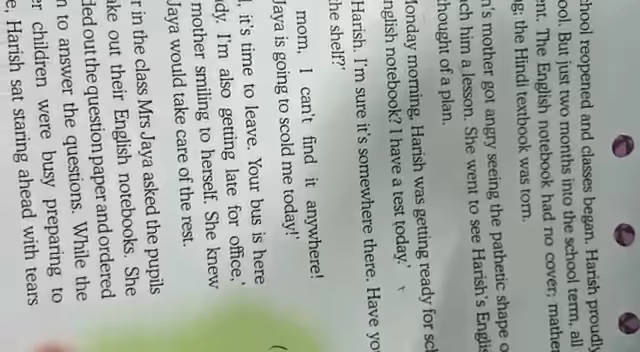 chool reopened and classes began. Harish proudly
ool. But just two months into the school term, all
ent. The English notebook had no cover; mathe
ng; the Hindi textbook was torn.
n's mother got angry seeing the pathetic shape o
ach him a lesson. She went to see Harish's Englis
thought of a plan.
Monday morning, Harish was getting ready for sch
nglish notebook? I have a test today.'
Harish. I'm sure it's somewhere there. Have yo
he shelf?'
mom, I can't find it anywhere!
Jaya is going to scold me today!'
l, it's time to leave. Your bus is here
dy. I'm also getting late for office,'
mother smiling to herself. She knew
Jaya would take care of the rest.
r in the class Mrs Jaya asked the pupils
ake out their English notebooks. She
ded out the question paper and ordered
n to answer the questions. While the
er children were busy preparing to
e, Harish sat staring ahead with tears
(